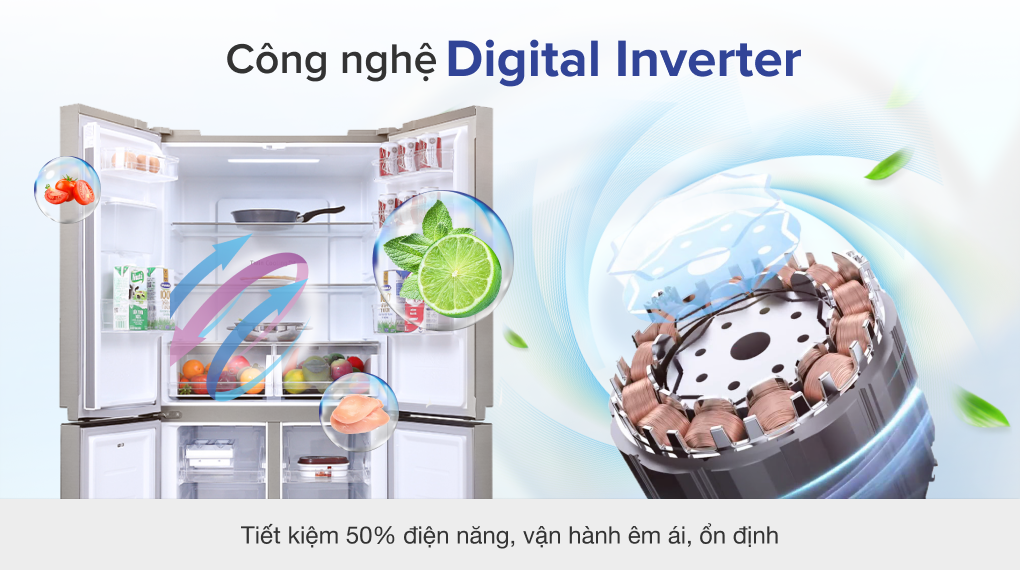 Công nghệ Digital Inverter
Tiết kiệm 50% điện năng, vận hành êm ái, ổn định